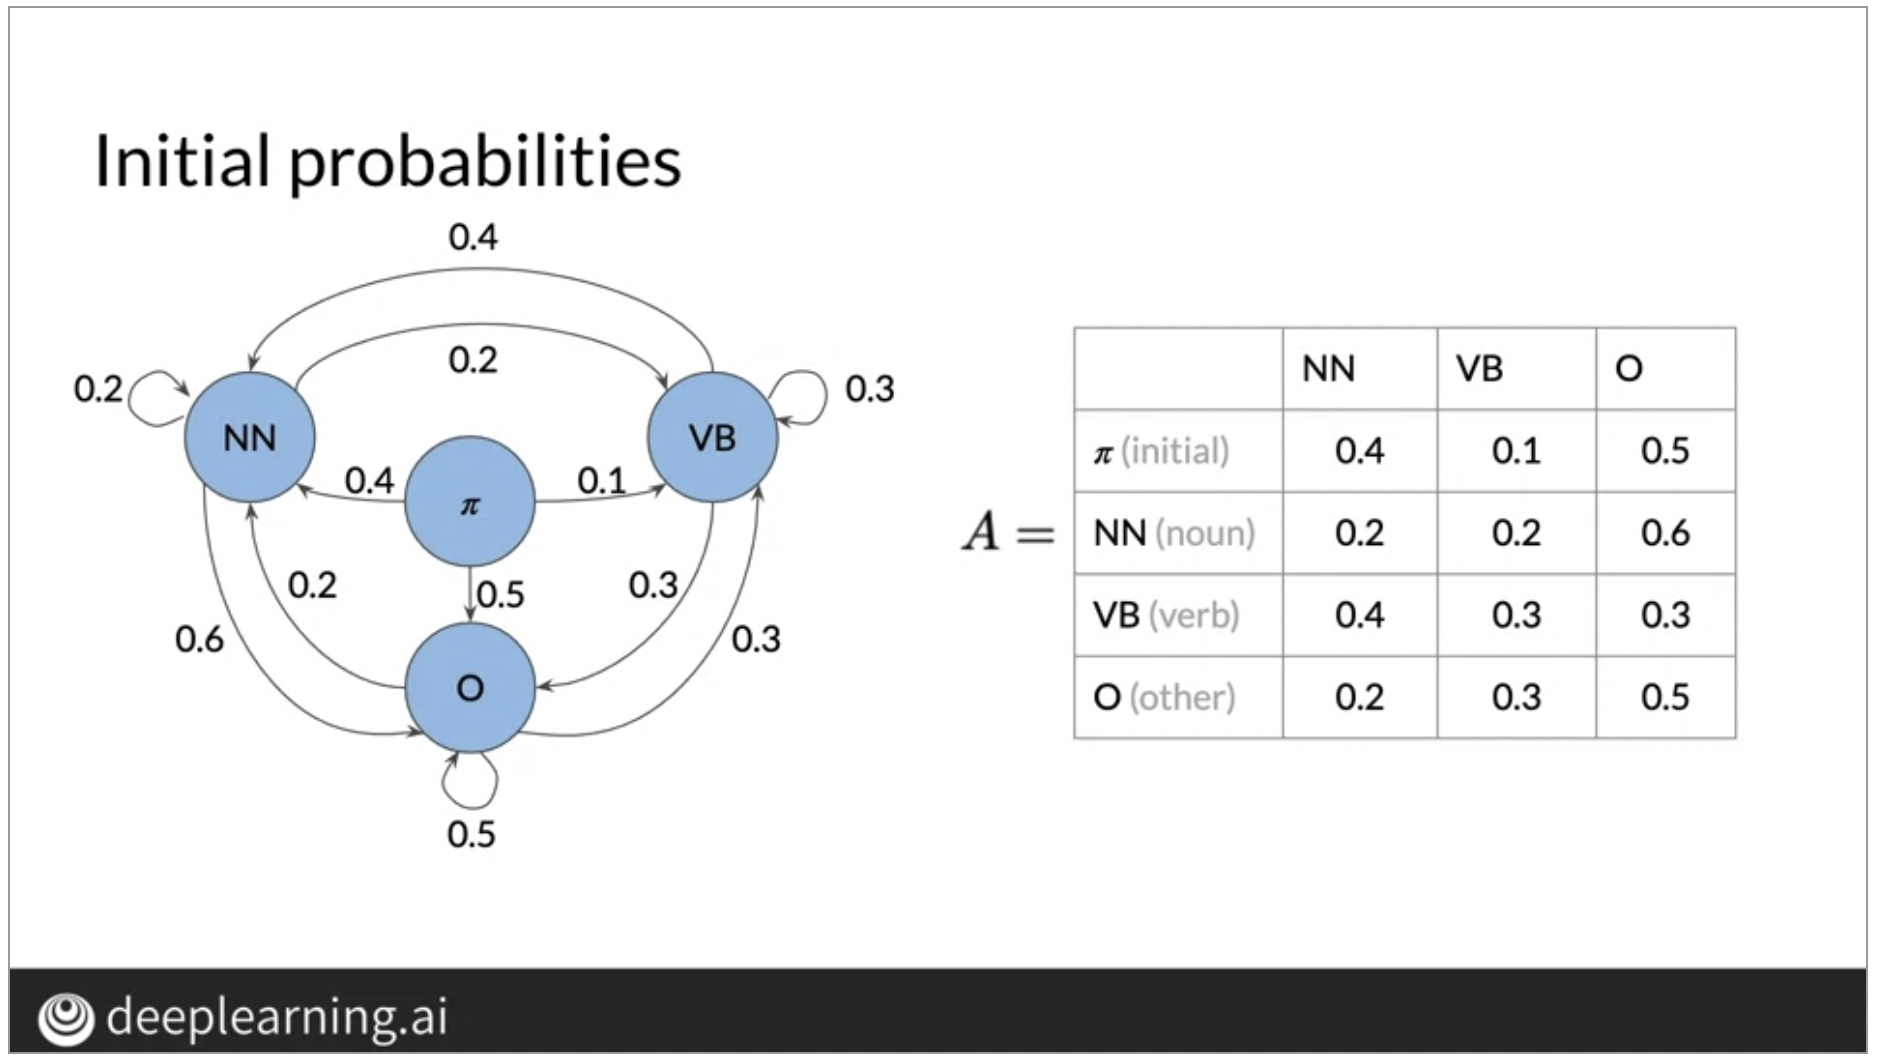 Initial probabilities
0.4
0.2
0.2
0.3
NN
VB
0.4
0.1
π
0.2
0.5
0.3
0.6
0.3
O
0.5
A =
NN VB O
π (initial) 0.4 0.1 0.5
NN (noun) 0.2 0.2 0.6
VB (verb) 0.4 0.3 0.3
O (other) 0.2 0.3 0.5
deeplearning.ai